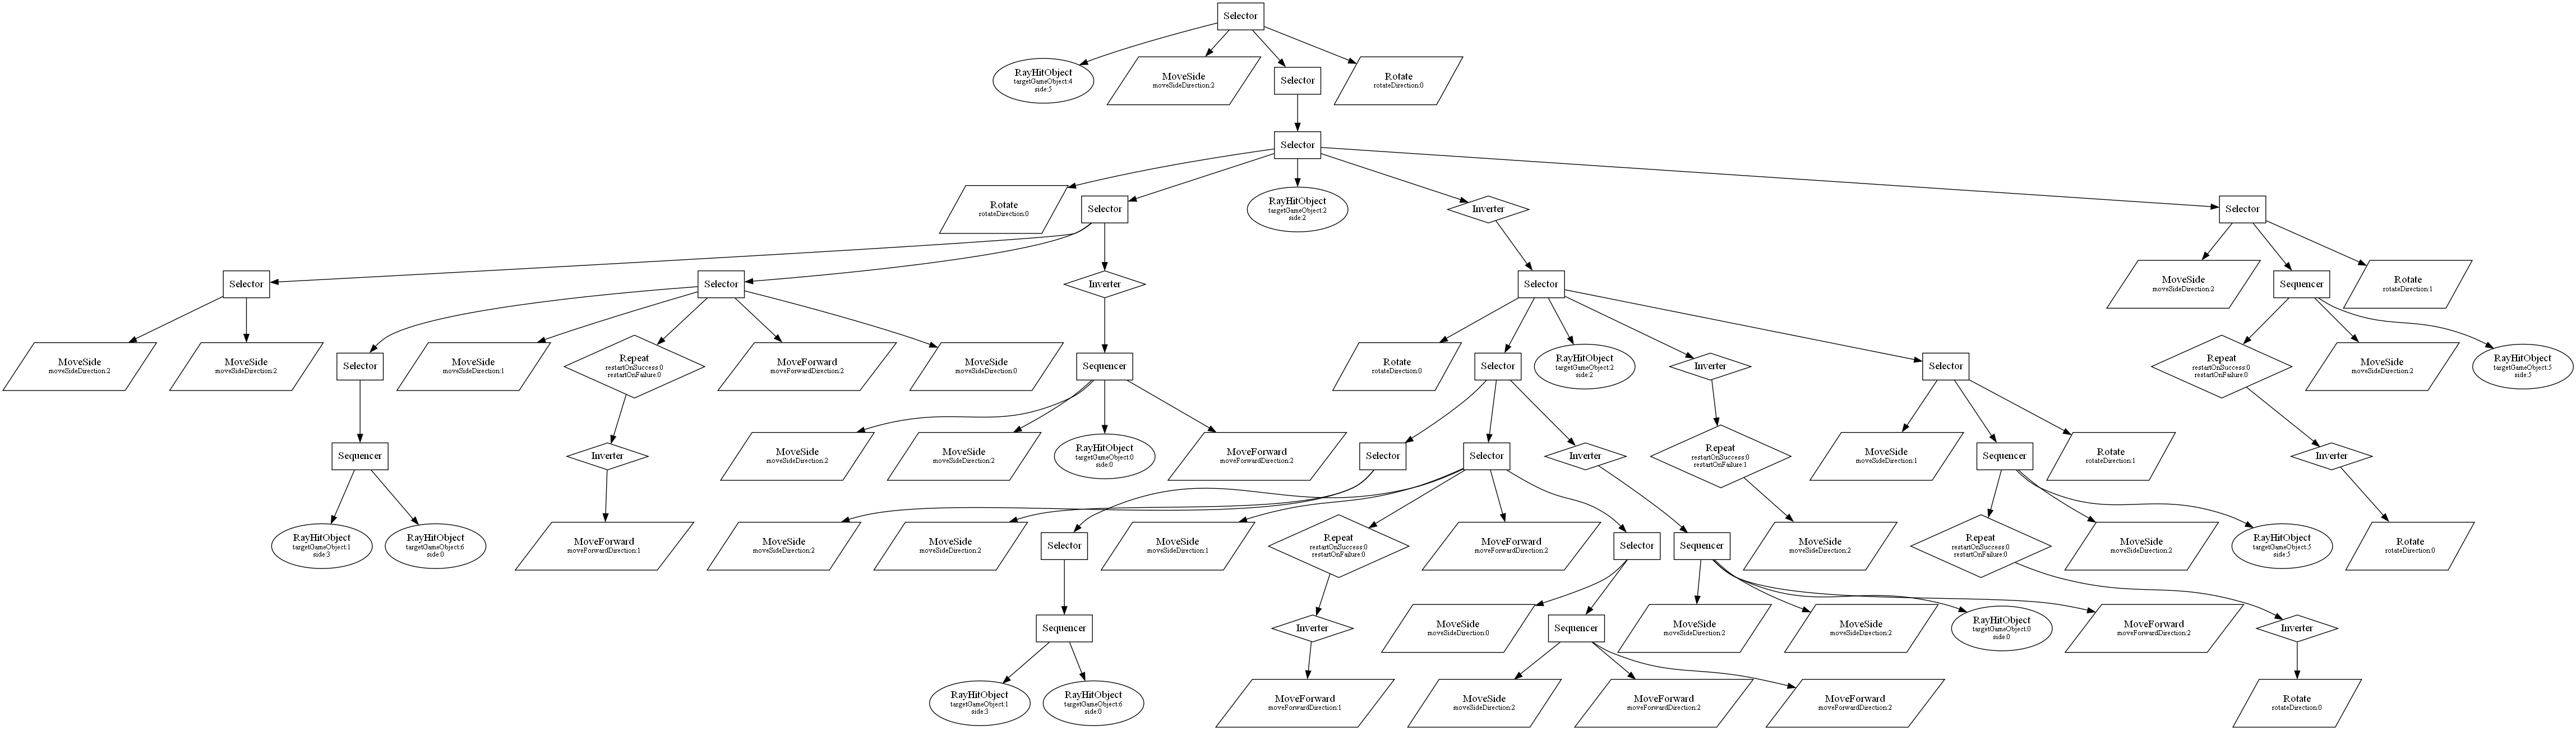 Selector
RayHitObject
targetGameObject:4
side:5
MoveSide
moveSideDirection:2
Selector
Rotate
rotateDirection:0
Selector
Rotate
rotateDirection:0
Selector
RayHitObject
targetGameObject:2
side:2
Inverter
Selector
Selector
Selector
Inverter
Selector
MoveSide
moveSideDirection:2
Sequencer
Rotate
rotateDirection:1
MoveSide
moveSideDirection:2
MoveSide
moveSideDirection:2
Selector
MoveSide
moveSideDirection:1
Repeat
restartOnSuccess:0
restartOnFailure:0
MoveForward
moveForwardDirection:2
MoveSide
moveSideDirection:0
Sequencer
Rotate
rotateDirection:0
Selector
RayHitObject
targetGameObject:2
side:2
Inverter
Selector
Repeat
restartOnSuccess:0
restartOnFailure:0
MoveSide
moveSideDirection:2
RayHitObject
targetGameObject:5
side:5
Sequencer
Inverter
MoveSide
moveSideDirection:2
MoveSide
moveSideDirection:2
RayHitObject
targetGameObject:0
side:0
MoveForward
moveForwardDirection:2
Selector
Selector
Inverter
Repeat
restartOnSuccess:0
restartOnFailure:1
MoveSide
moveSideDirection:1
Sequencer
Rotate
rotateDirection:1
Inverter
RayHitObject
targetGameObject:1
side:3
RayHitObject
targetGameObject:6
side:0
MoveForward
moveForwardDirection:1
MoveSide
moveSideDirection:2
MoveSide
moveSideDirection:2
Selector
MoveSide
moveSideDirection:1
Repeat
restartOnSuccess:0
restartOnFailure:0
MoveForward
moveForwardDirection:2
Selector
Sequencer
MoveSide
moveSideDirection:2
Repeat
restartOnSuccess:0
restartOnFailure:0
MoveSide
moveSideDirection:2
RayHitObject
targetGameObject:5
side:5
Rotate
rotateDirection:0
Sequencer
Inverter
MoveSide
moveSideDirection:0
Sequencer
MoveSide
moveSideDirection:2
MoveSide
moveSideDirection:2
RayHitObject
targetGameObject:0
side:0
MoveForward
moveForwardDirection:2
Inverter
RayHitObject
targetGameObject:1
side:3
RayHitObject
targetGameObject:6
side:0
MoveForward
moveForwardDirection:1
MoveSide
moveSideDirection:2
MoveForward
moveForwardDirection:2
MoveForward
moveForwardDirection:2
Rotate
rotateDirection:0